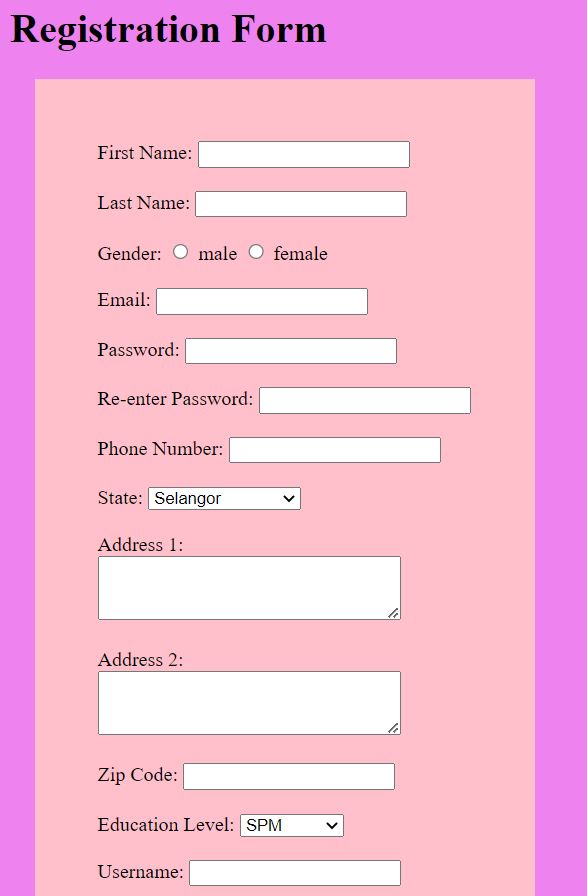 Registration Form
First Name:
Last Name:
Gender: male female
Email:
Password:
Re-enter Password:
Phone Number:
State: Selangor
Address 1:
Address 2:
Zip Code:
Education Level: SPM
Username: